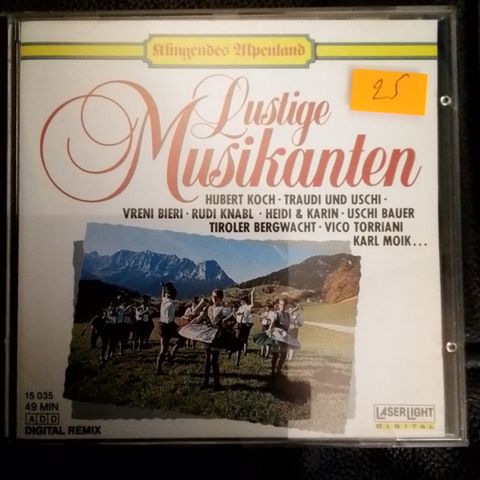 Klingendes Alpenland
25
Lustige
Musikanten
HUBERT KOCH · TRAUDI UND USCHI ·
VRENI BIERI · RUDI KNABL · HEIDI & KARIN · USCHI BAUER
TIROLER BERGWACHT · VICO TORRIANI
KARL MOIK...
15 035
49 MIN
ADD
DIGITAL REMIX
LASERLIGHT
DIGITAL